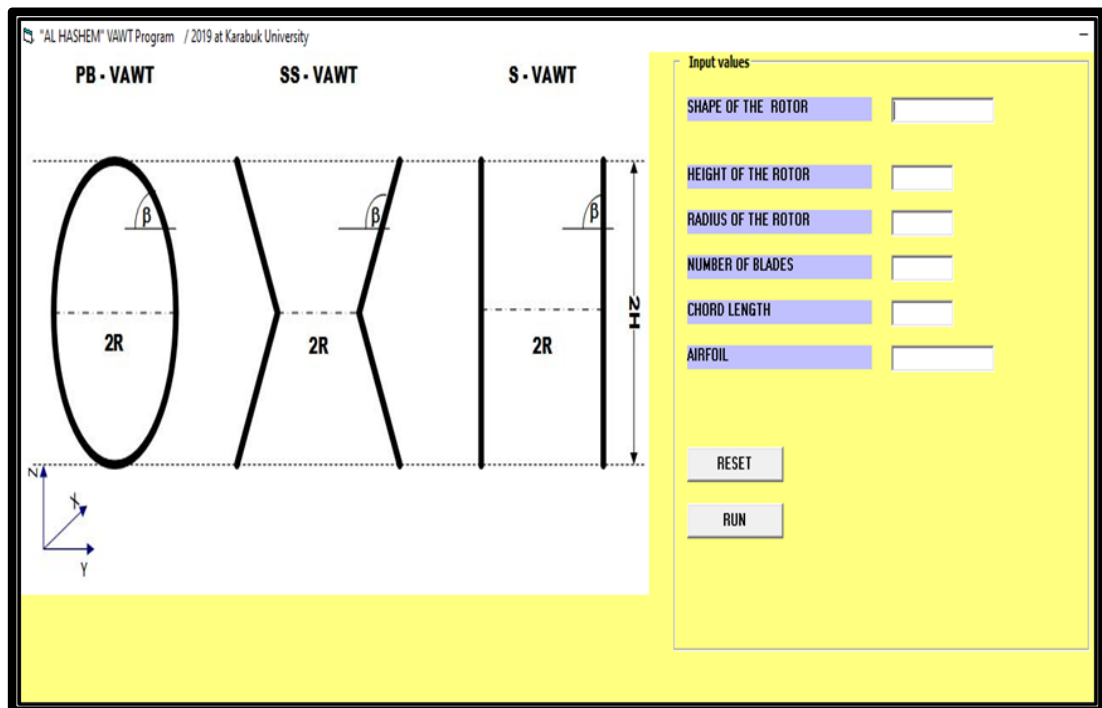 "AL HASHEM" VAWT Program / 2019 at Karabuk University
PB - VAWT SS - VAWT S - VAWT
β β β
2R 2R 2R
2H
Z
X
Y
Input values
SHAPE OF THE ROTOR
HEIGHT OF THE ROTOR
RADIUS OF THE ROTOR
NUMBER OF BLADES
CHORD LENGTH
AIRFOIL
RESET
RUN